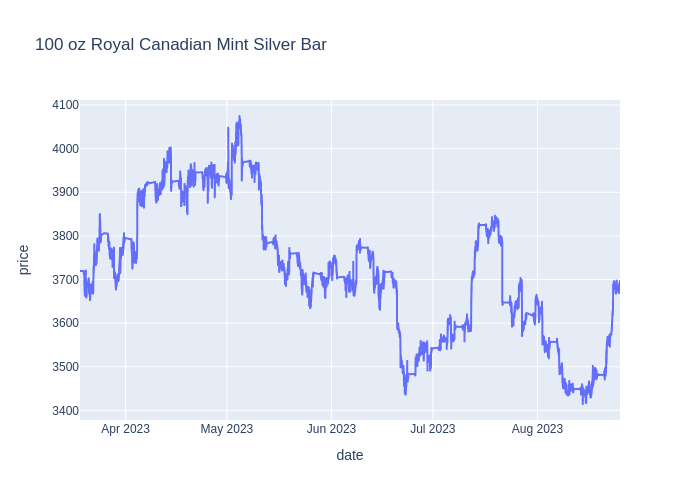 100 oz Royal Canadian Mint Silver Bar
4100
4000
3900
3800
3700
3600
3500
3400
price
Apr 2023
May 2023
Jun 2023
Jul 2023
Aug 2023
date